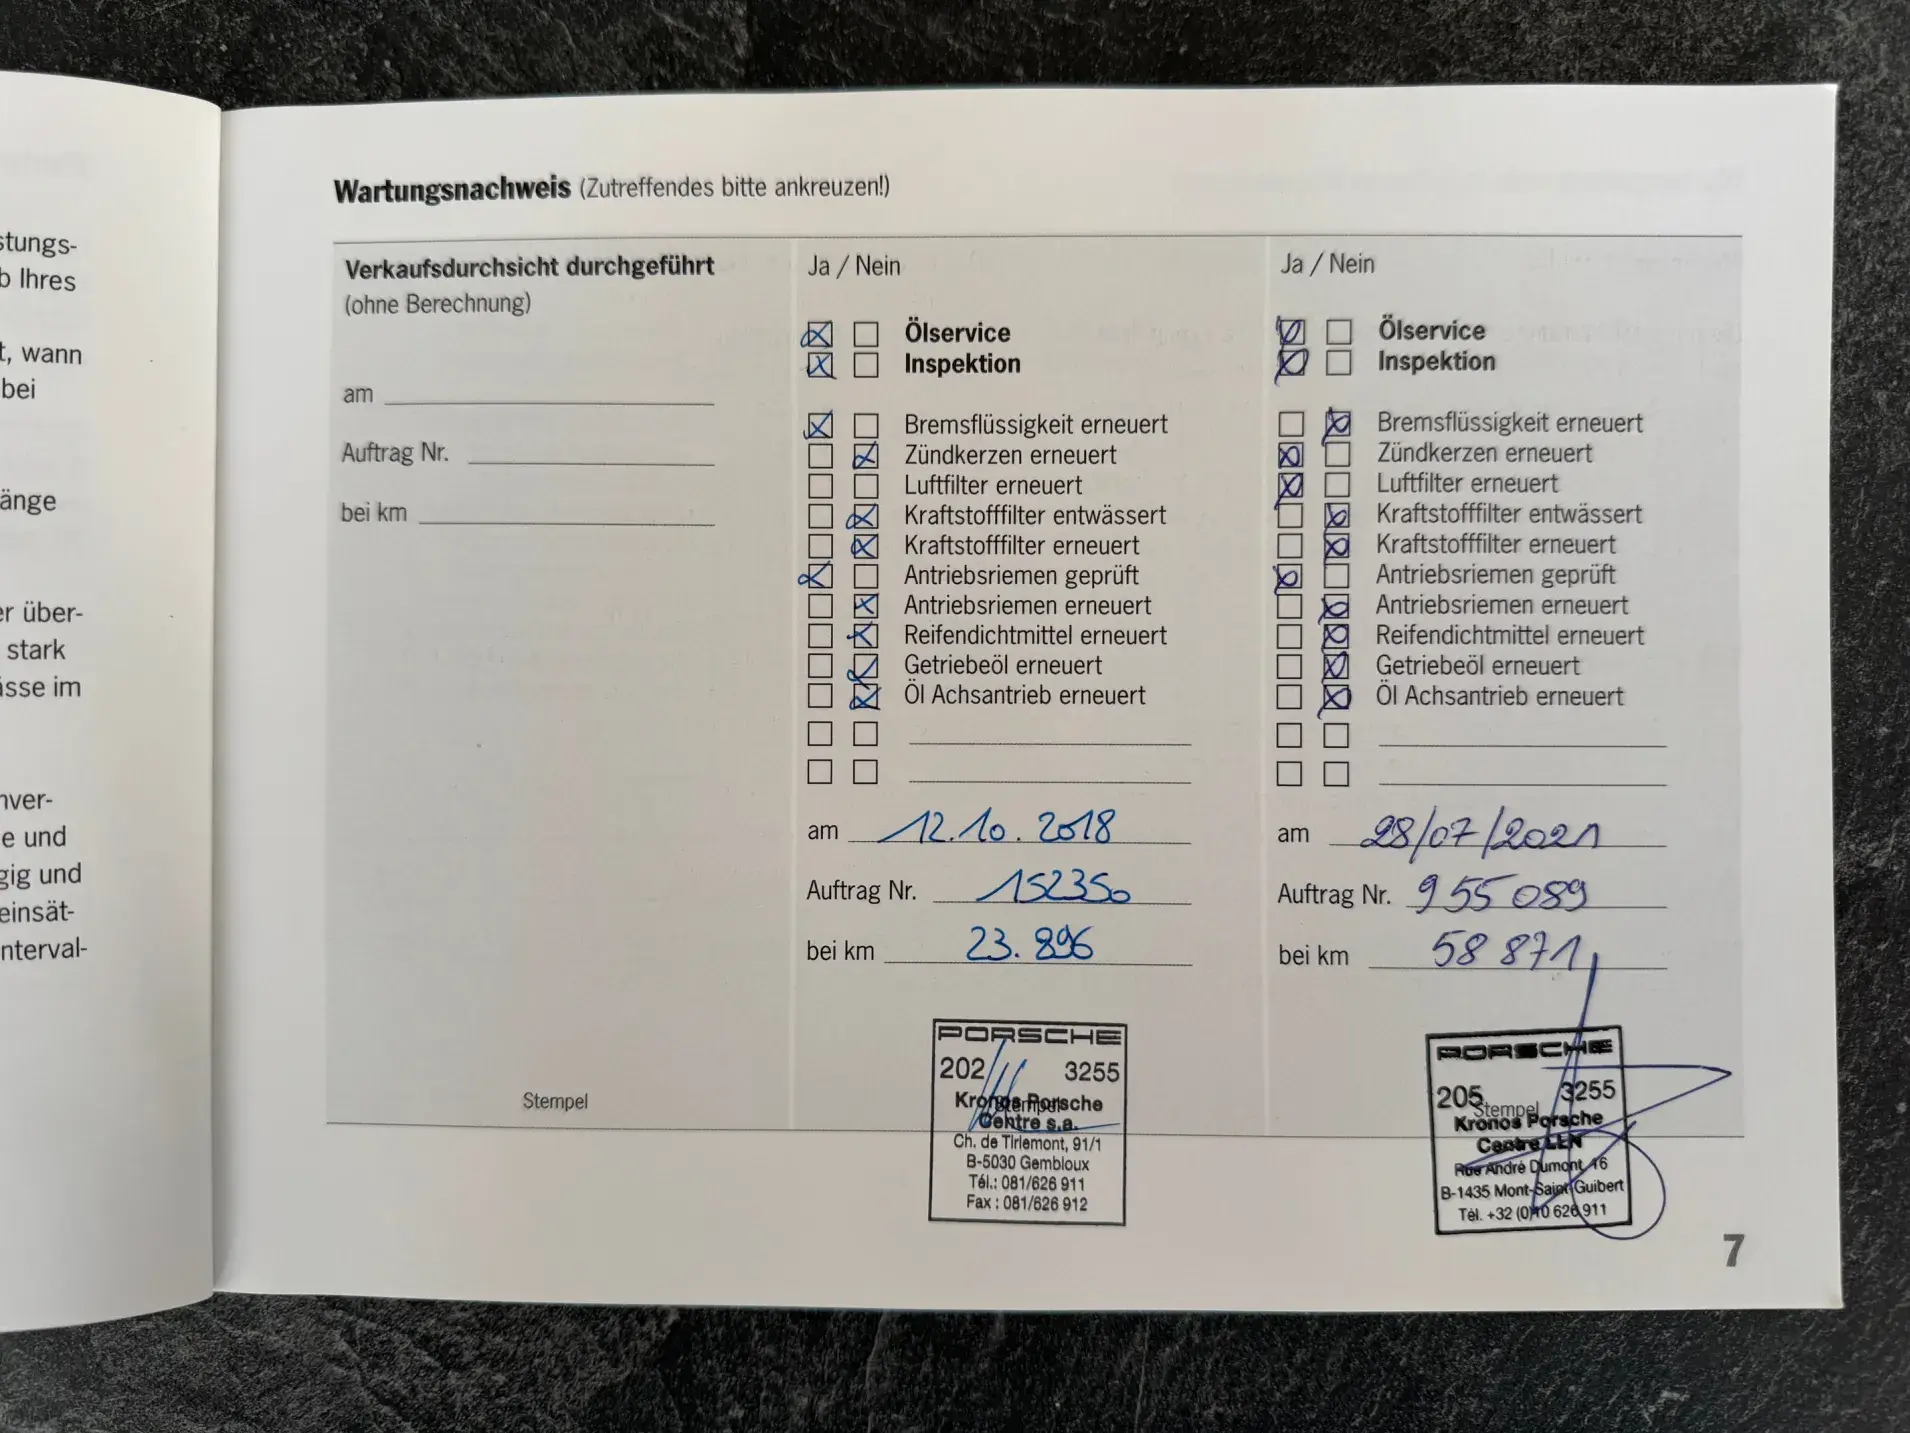 stungs-
b Ihres
t, wann
bei
änge
er über-
stark
ässe im
nver-
e und
gig und
einsät-
nterval-
Wartungsnachweis (Zutreffendes bitte ankreuzen!)
Verkaufsdurchsicht durchgeführt
(ohne Berechnung)
am
Auftrag Nr.
bei km
Stempel
Ja / Nein
Ölservice
Inspektion
Bremsflüssigkeit erneuert
Zündkerzen erneuert
Luftfilter erneuert
Kraftstofffilter entwässert
Kraftstofffilter erneuert
Antriebsriemen geprüft
Antriebsriemen erneuert
Reifendichtmittel erneuert
Getriebeöl erneuert
Öl Achsantrieb erneuert
am 12.10.2018
Auftrag Nr. 152350
bei km 23.896
Stempel
PORSCHE
202 3255
Kronos Porsche
Centre s.a.
Ch. de Tirlemont, 91/1
B-5030 Gembloux
Tél.: 081/626 911
Fax : 081/626 912
Ja / Nein
Ölservice
Inspektion
Bremsflüssigkeit erneuert
Zündkerzen erneuert
Luftfilter erneuert
Kraftstofffilter entwässert
Kraftstofffilter erneuert
Antriebsriemen geprüft
Antriebsriemen erneuert
Reifendichtmittel erneuert
Getriebeöl erneuert
Öl Achsantrieb erneuert
am 28/07/2021
Auftrag Nr. 955089
bei km 58 871
Stempel
PORSCHE
205 3255
Kronos Porsche
Centre LLN
Rue André Dumont, 16
B-1435 Mont-Saint-Guibert
Tél. +32 (0)10 626 911
7